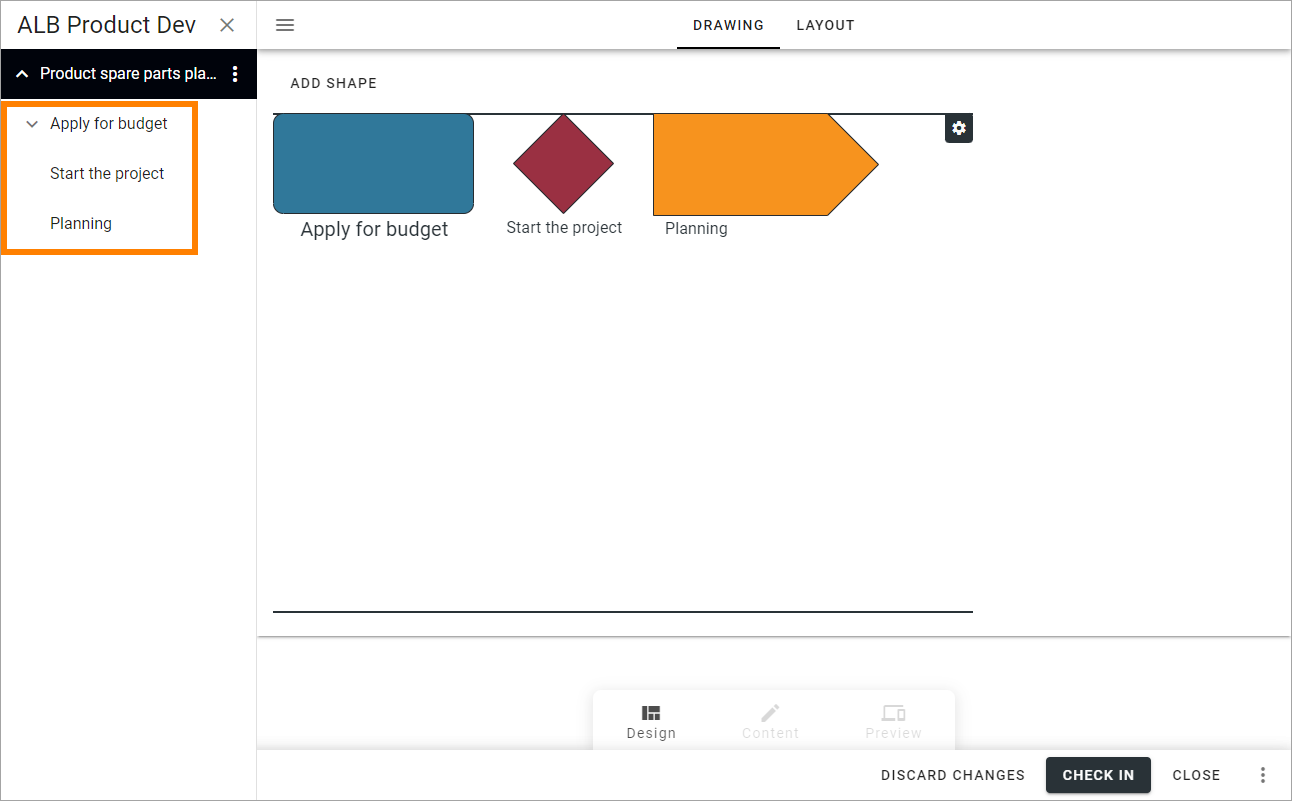 ALB Product Dev
DRAWING
LAYOUT
Product spare parts pla...
ADD SHAPE
Apply for budget
Start the project
Planning
Apply for budget
Start the project
Planning
Design
Content
Preview
DISCARD CHANGES
CHECK IN
CLOSE